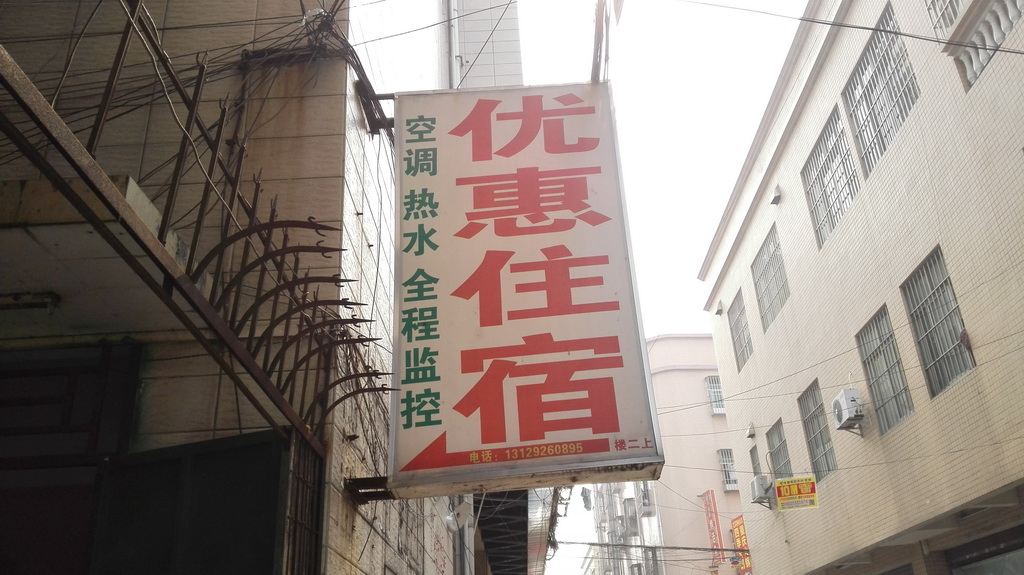 优惠住宿
空调 热水 全程监控
电话：13129260895
楼二上